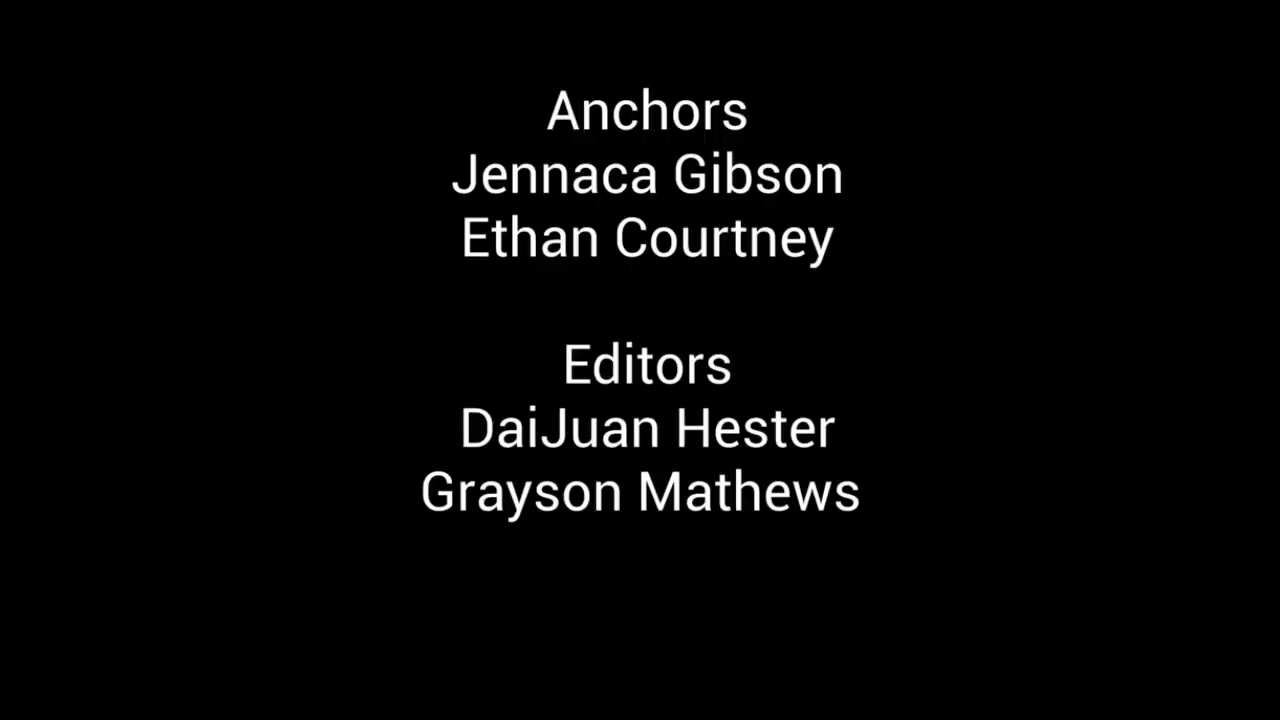 Anchors
Jennaca Gibson
Ethan Courtney
Editors
DaiJuan Hester
Grayson Mathews